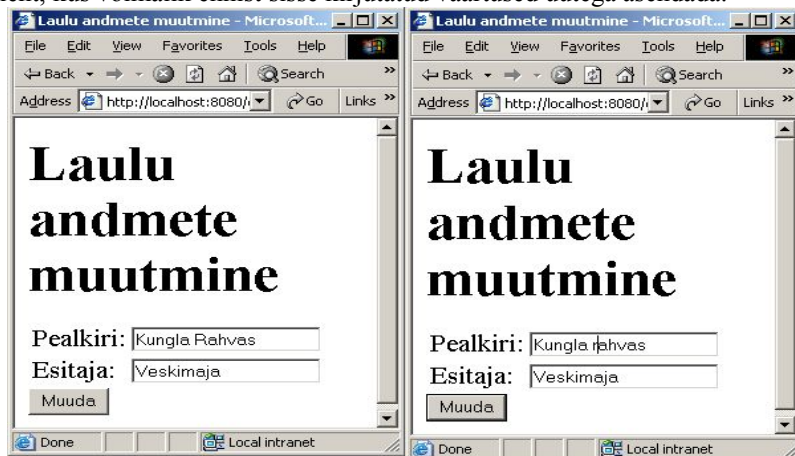 Laulu andmete muutmine - Microsoft...
File Edit View Favorites Tools Help
Back Search »
Address http://localhost:8080/ Go Links »
Laulu
andmete
muutmine
Pealkiri: Kungla Rahvas
Esitaja: Veskimaja
Muuda
Done Local intranet
Laulu andmete muutmine - Microsoft...
File Edit View Favorites Tools Help
Back Search »
Address http://localhost:8080/ Go Links »
Laulu
andmete
muutmine
Pealkiri: Kungla rahvas
Esitaja: Veskimaja
Muuda
Done Local intranet